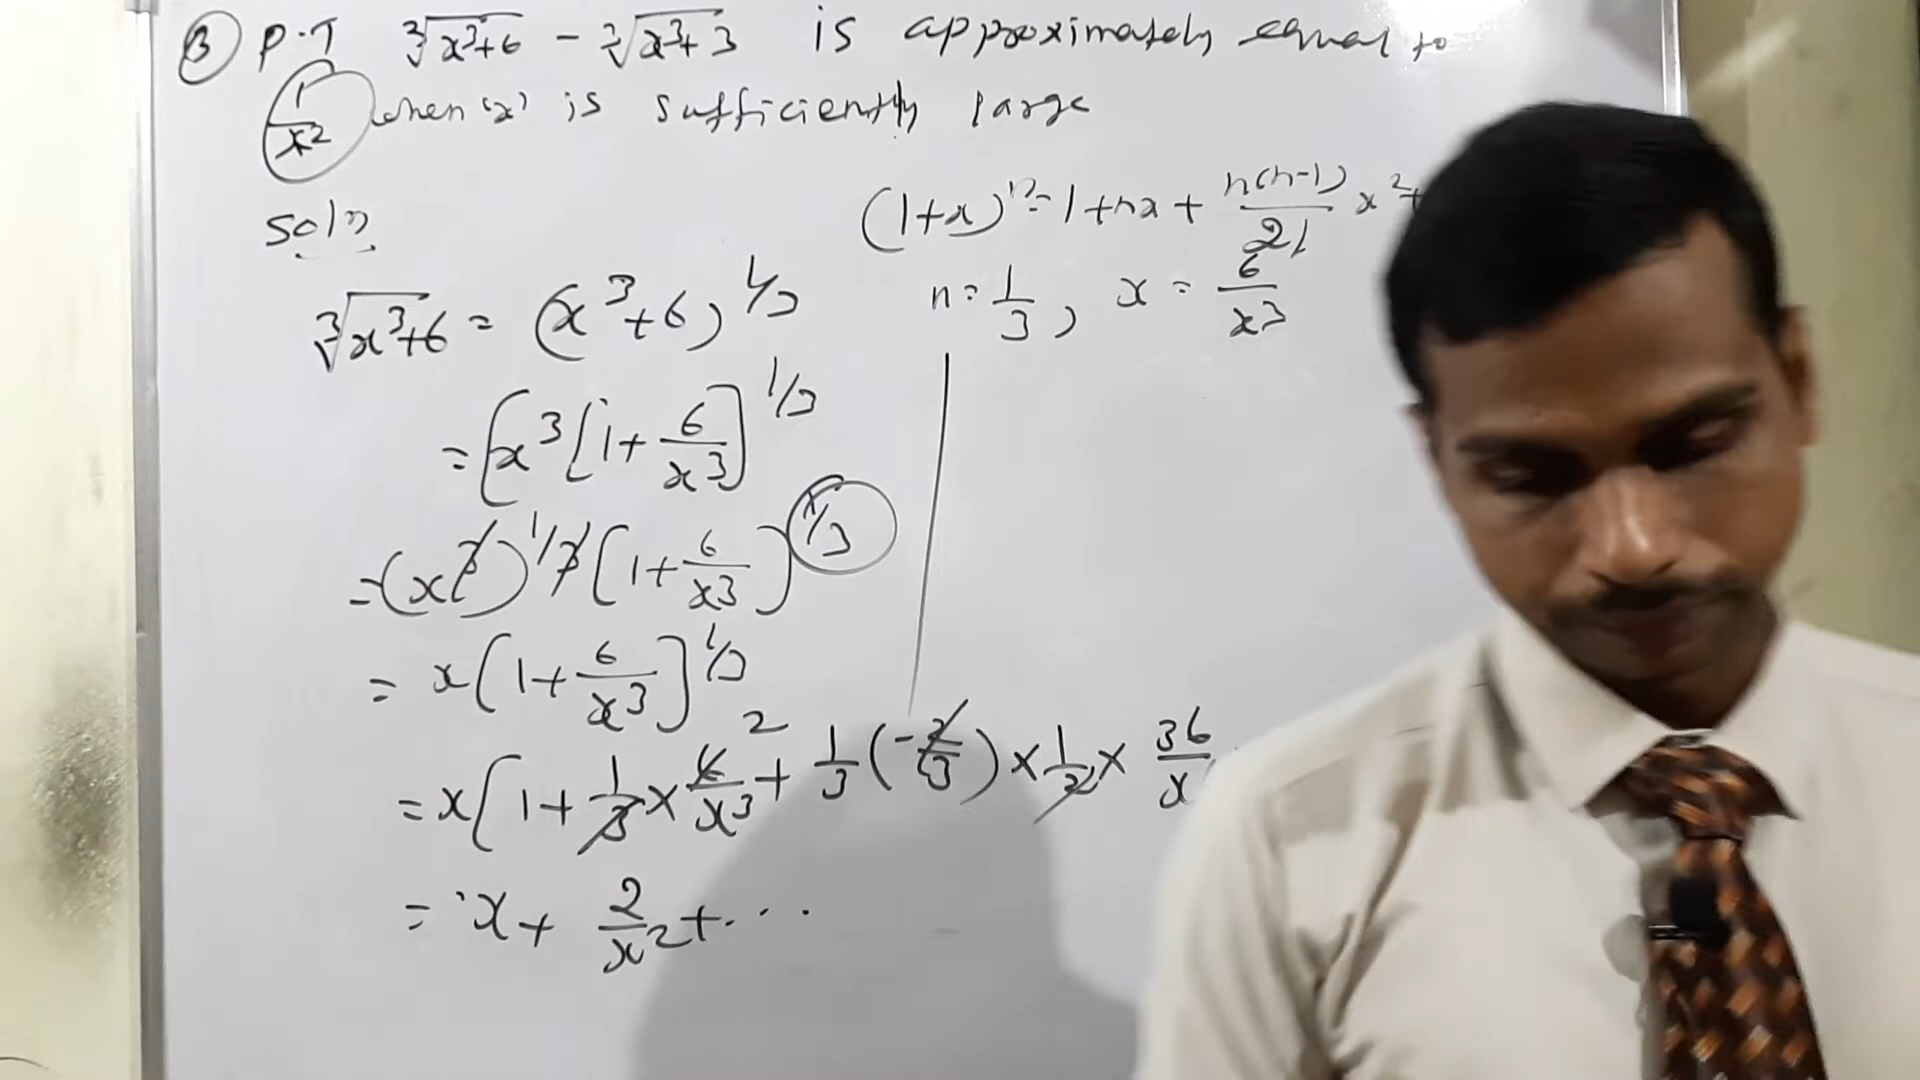 ③ P.T ∛(x³+6) - ∛(x³+3) is approximately equal to
1/x² when 'x' is sufficiently large
Soln
(1+x)ⁿ = 1+nx + n(n-1)/2! x² +
n = 1/3, x = 6/x³
∛(x³+6) = (x³+6)^1/3
= [x³[1+ 6/x³]^1/3
= (x³)^1/3 [1+ 6/x³]^1/3
= x[1+ 6/x³]^1/3
= x[1+ 1/3 × 6/x³ + 1/3 (-2/3) × 1/2 × 36/x
= x + 2/x² + ...